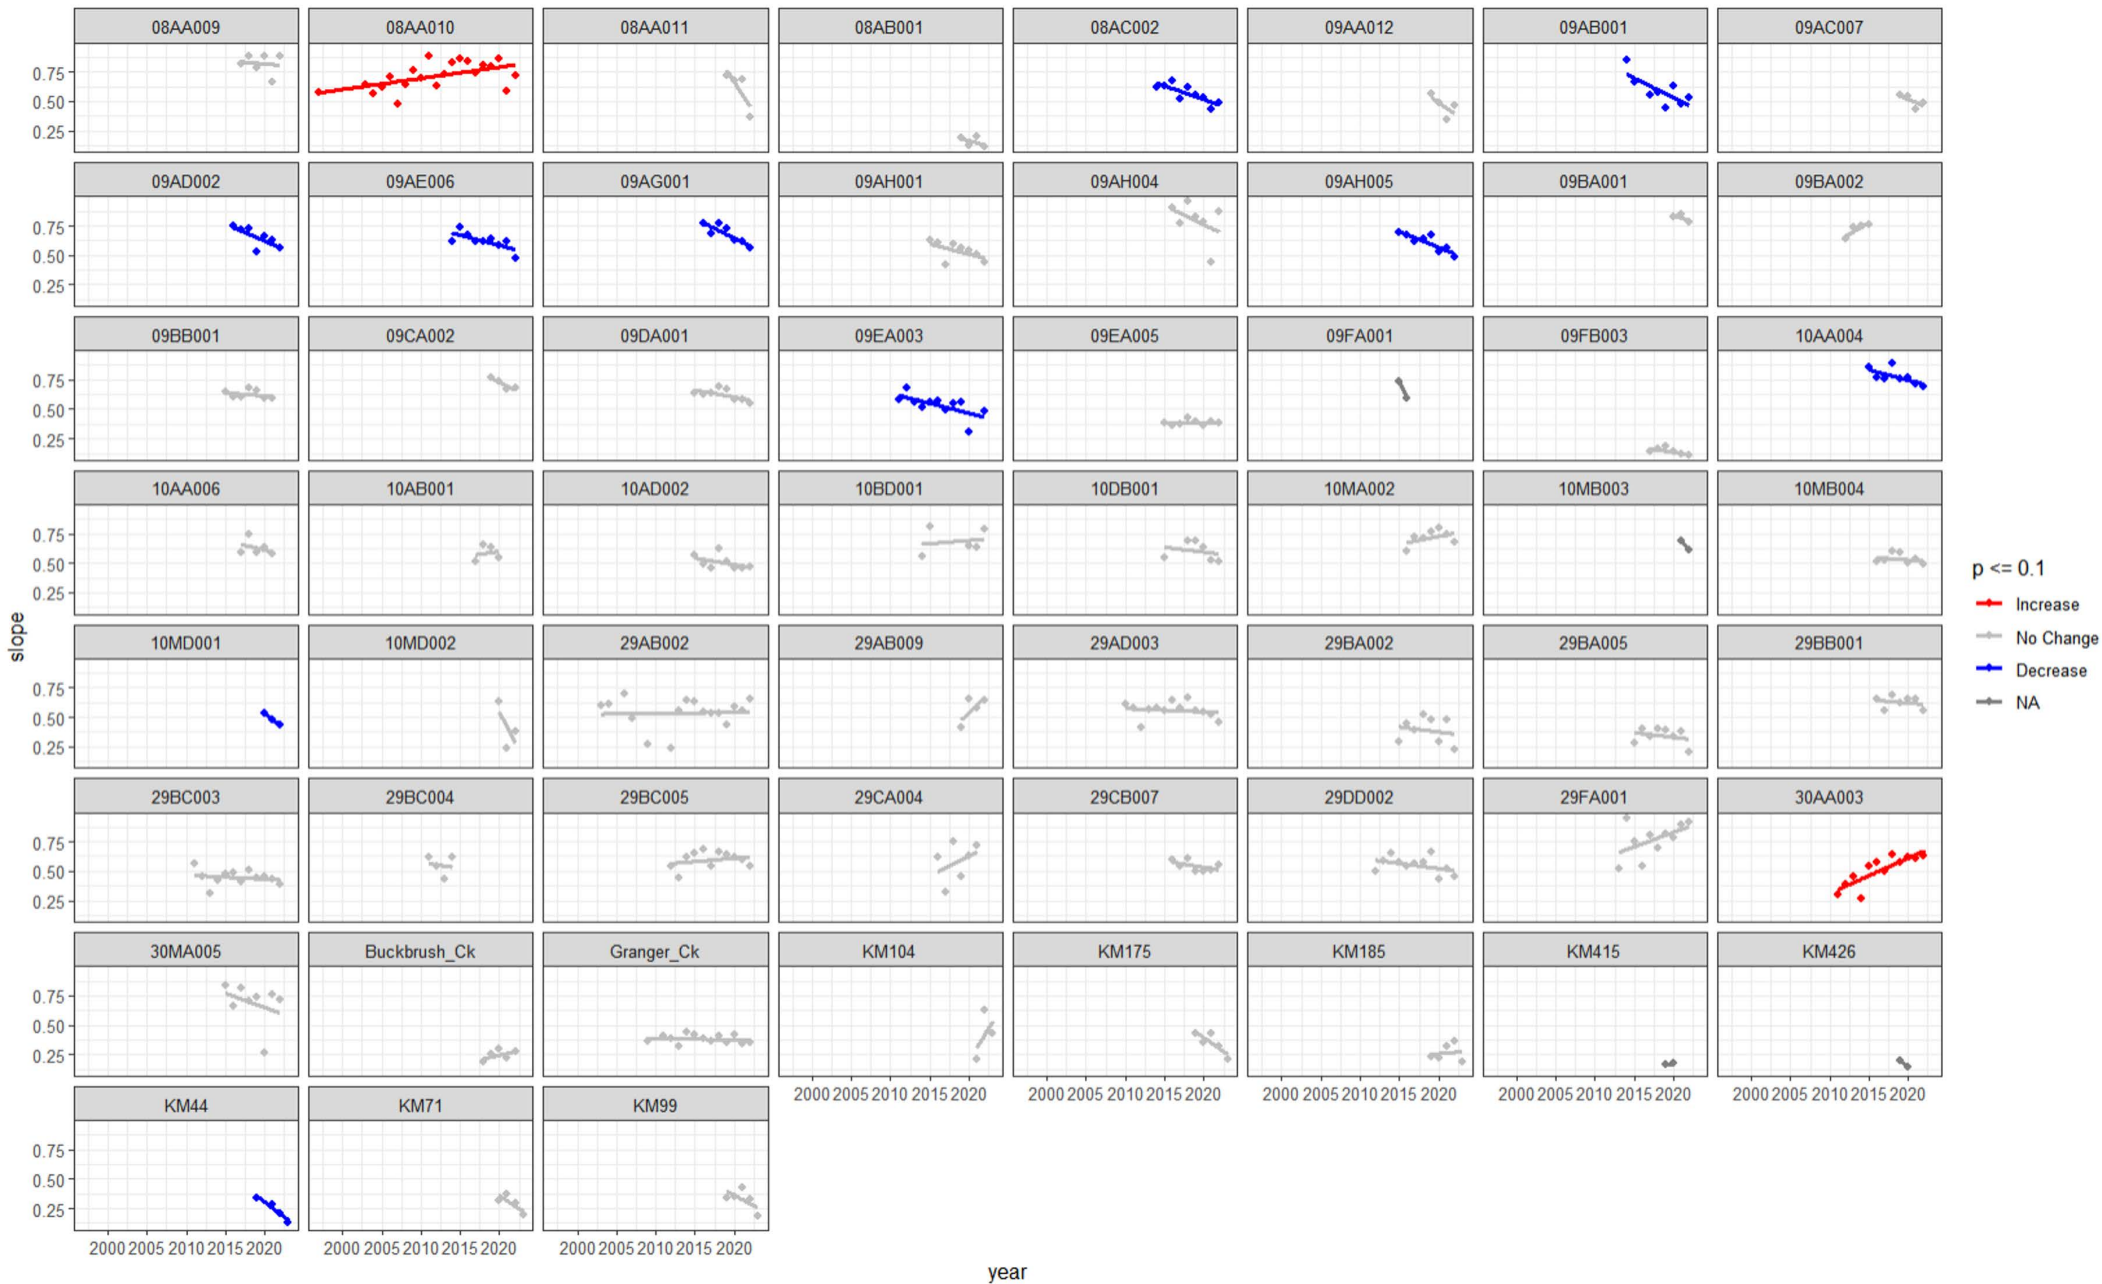 08AA009 08AA010 08AA011 08AB001 08AC002 09AA012 09AB001 09AC007
0.75
0.50
0.25
09AD002 09AE006 09AG001 09AH001 09AH004 09AH005 09BA001 09BA002
0.75
0.50
0.25
09BB001 09CA002 09DA001 09EA003 09EA005 09FA001 09FB003 10AA004
0.75
0.50
0.25
10AA006 10AB001 10AD002 10BD001 10DB001 10MA002 10MB003 10MB004
0.75
0.50
0.25
slope
10MD001 10MD002 29AB002 29AB009 29AD003 29BA002 29BA005 29BB001
0.75
0.50
0.25
29BC003 29BC004 29BC005 29CA004 29CB007 29DD002 29FA001 30AA003
0.75
0.50
0.25
30MA005 Buckbrush_Ck Granger_Ck KM104 KM175 KM185 KM415 KM426
0.75
0.50
0.25
2000 2005 2010 2015 2020 2000 2005 2010 2015 2020 2000 2005 2010 2015 2020 2000 2005 2010 2015 2020 2000 2005 2010 2015 2020
KM44 KM71 KM99
0.75
0.50
0.25
2000 2005 2010 2015 2020 2000 2005 2010 2015 2020 2000 2005 2010 2015 2020
year
p <= 0.1
Increase
No Change
Decrease
NA